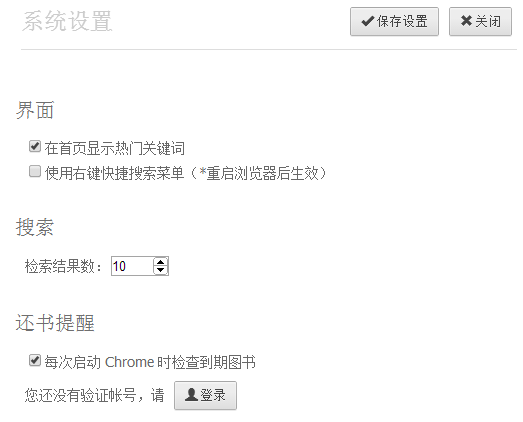 系统设置
保存设置 关闭
界面
在首页显示热门关键词
使用右键快捷搜索菜单（*重启浏览器后生效）
搜索
检索结果数： 10
还书提醒
每次启动 Chrome 时检查到期图书
您还没有验证帐号，请 登录